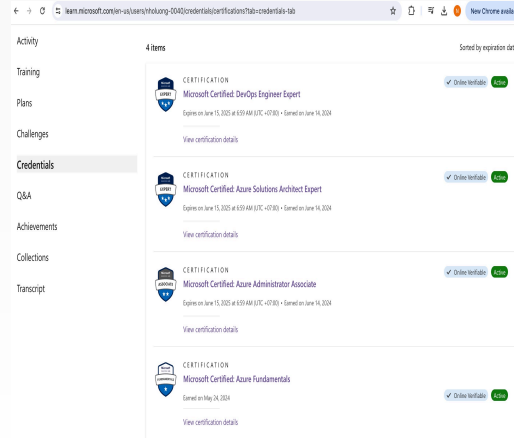 learn.microsoft.com/en-us/users/nholuong-0040/credentials/certifications?tab=credentials-tab
New Chrome availa
Activity
Training
Plans
Challenges
Credentials
Q&A
Achievements
Collections
Transcript
4 items
Sorted by expiration dat
CERTIFICATION
Microsoft Certified: DevOps Engineer Expert
Expires on June 15, 2025 at 6:59 AM (UTC +07:00) • Earned on June 14, 2024
View certification details
Online Verifiable
Active
EXPERT
CERTIFICATION
Microsoft Certified: Azure Solutions Architect Expert
Expires on June 15, 2025 at 6:59 AM (UTC +07:00) • Earned on June 14, 2024
View certification details
Online Verifiable
Active
EXPERT
CERTIFICATION
Microsoft Certified: Azure Administrator Associate
Expires on June 15, 2025 at 6:59 AM (UTC +07:00) • Earned on June 14, 2024
View certification details
Online Verifiable
Active
ASSOCIATE
CERTIFICATION
Microsoft Certified: Azure Fundamentals
Earned on May 24, 2024
View certification details
Online Verifiable
Active